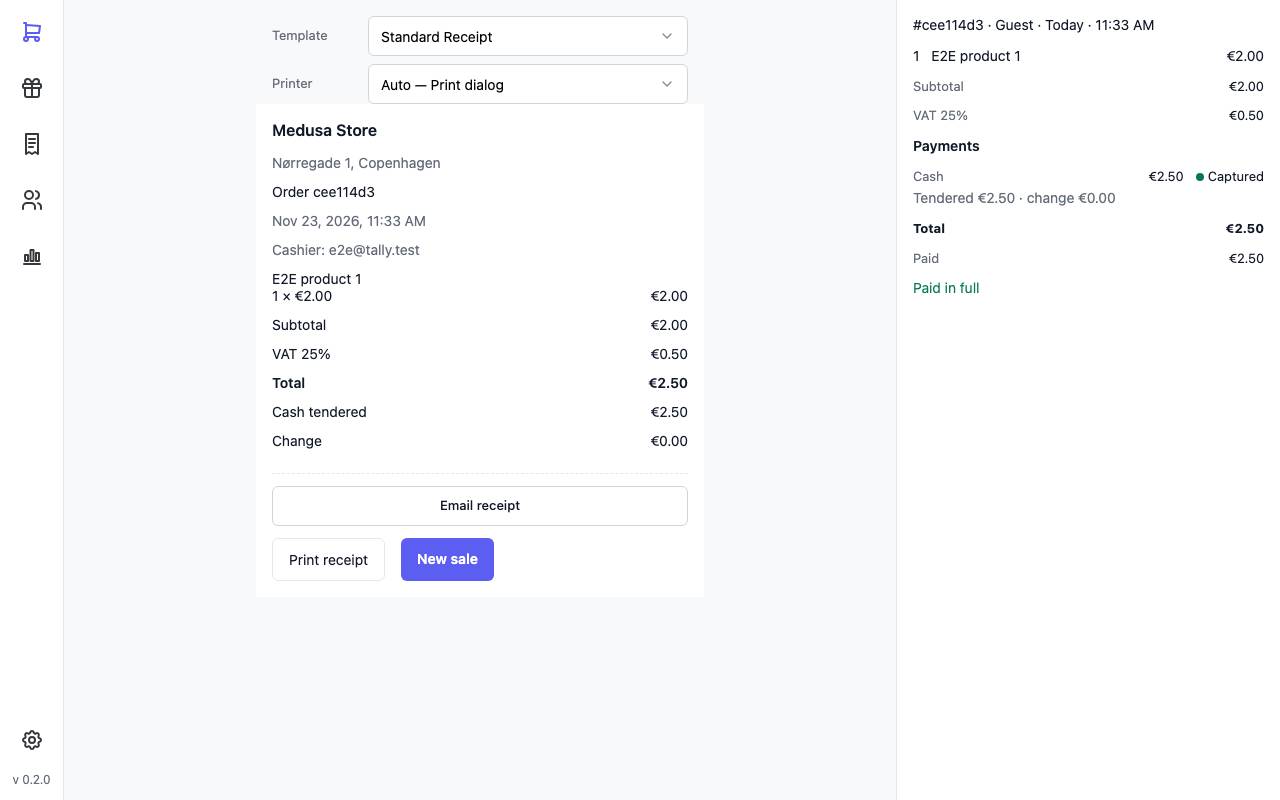 Template
Standard Receipt
Printer
Auto — Print dialog
Medusa Store
Nørregade 1, Copenhagen
Order cee114d3
Nov 23, 2026, 11:33 AM
Cashier: e2e@tally.test
E2E product 1
1 × €2.00 €2.00
Subtotal €2.00
VAT 25% €0.50
Total €2.50
Cash tendered €2.50
Change €0.00
Email receipt
Print receipt
New sale
v 0.2.0
#cee114d3 · Guest · Today · 11:33 AM
1 E2E product 1 €2.00
Subtotal €2.00
VAT 25% €0.50
Payments
Cash €2.50 Captured
Tendered €2.50 · change €0.00
Total €2.50
Paid €2.50
Paid in full